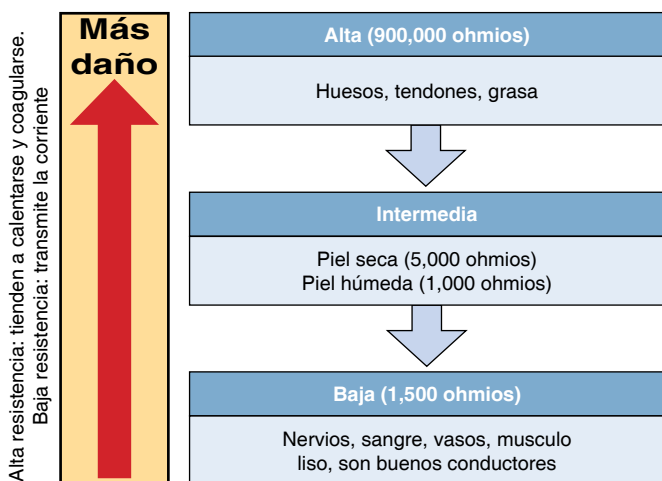 Alta resistencia: tienden a calentarse y coagularse.
Baja resistencia: transmite la corriente
Más
daño
Alta (900,000 ohmios)
Huesos, tendones, grasa
Intermedia
Piel seca (5,000 ohmios)
Piel húmeda (1,000 ohmios)
Baja (1,500 ohmios)
Nervios, sangre, vasos, musculo
liso, son buenos conductores